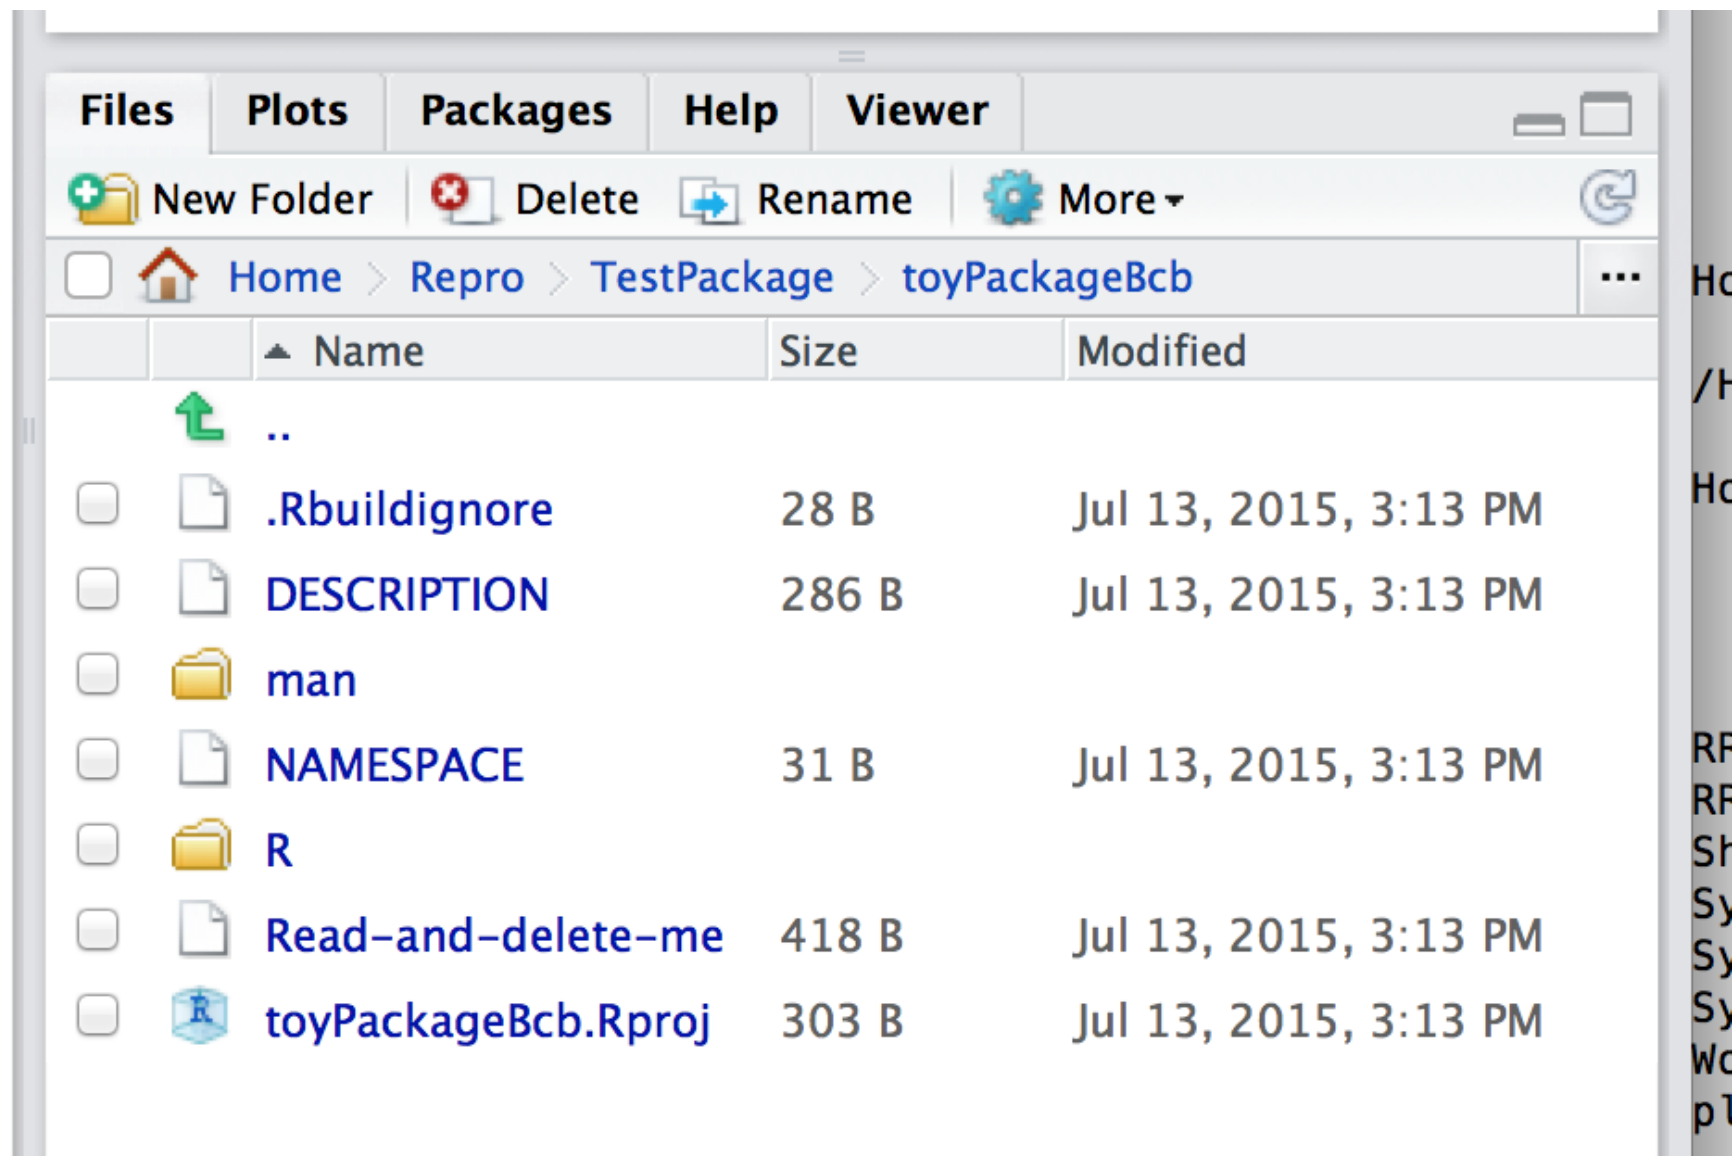 Files Plots Packages Help Viewer
New Folder Delete Rename More
Home Repro TestPackage toyPackageBcb ...
Name Size Modified
..
.Rbuildignore 28 B Jul 13, 2015, 3:13 PM
DESCRIPTION 286 B Jul 13, 2015, 3:13 PM
man
NAMESPACE 31 B Jul 13, 2015, 3:13 PM
R
Read-and-delete-me 418 B Jul 13, 2015, 3:13 PM
toyPackageBcb.Rproj 303 B Jul 13, 2015, 3:13 PM